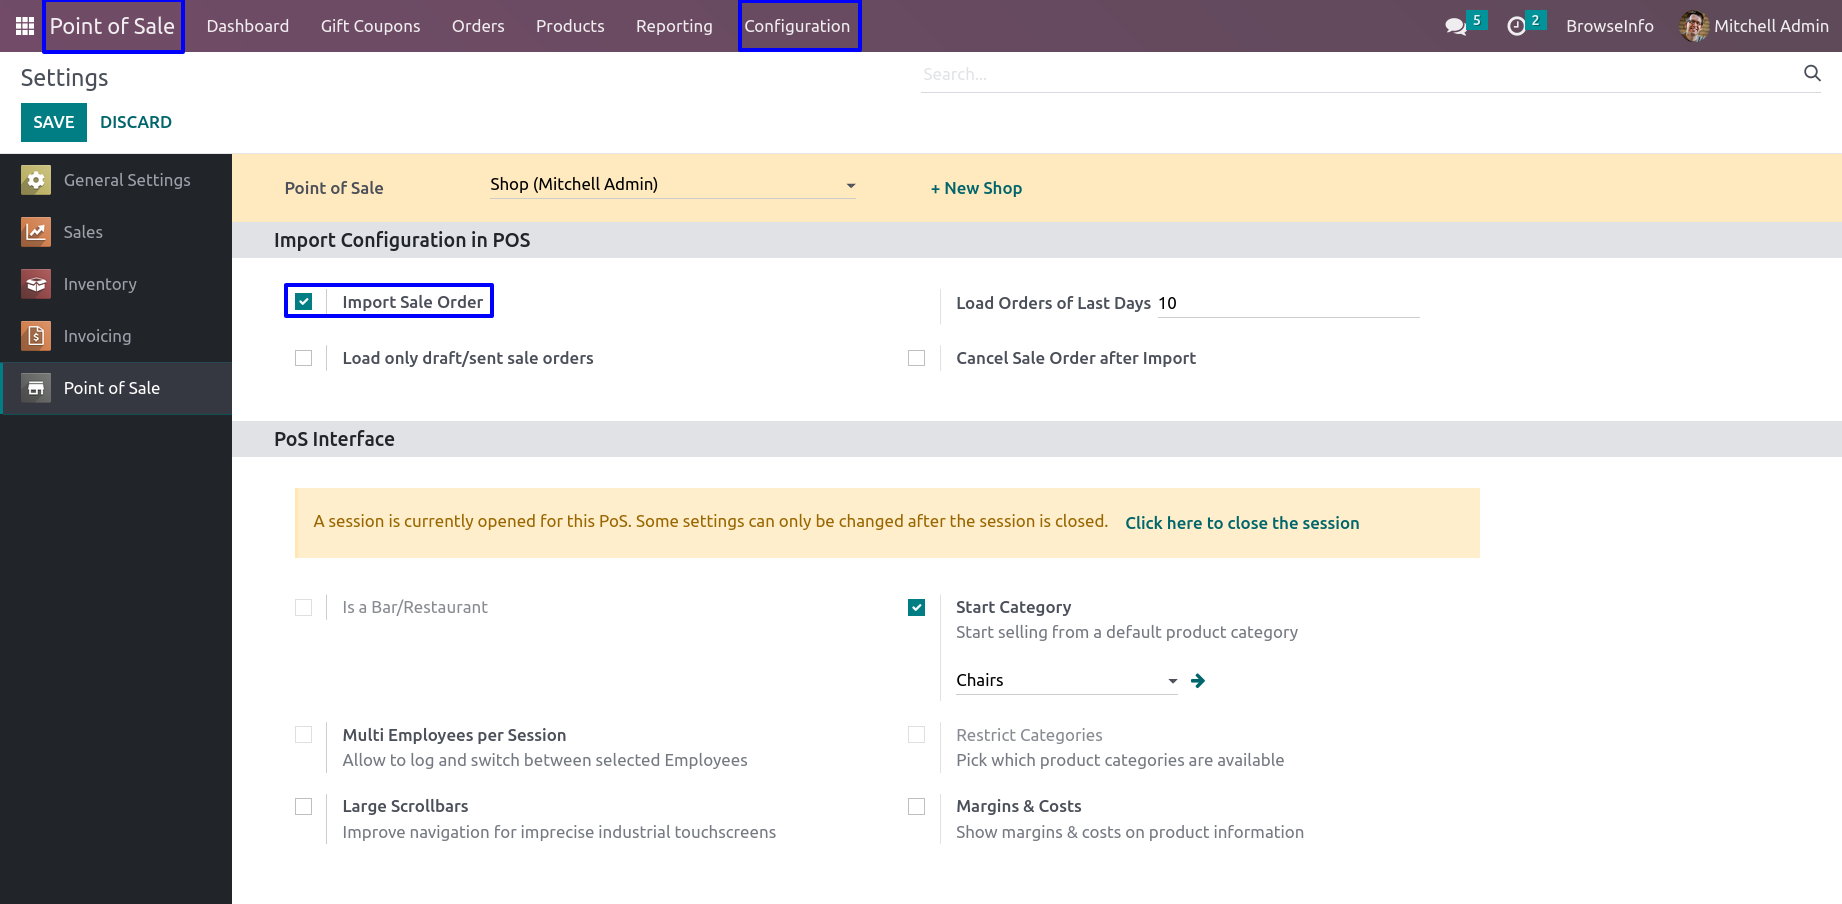 Point of Sale Dashboard Gift Coupons Orders Products Reporting Configuration 5 2 BrowseInfo Mitchell Admin
Settings
Search...
SAVE DISCARD
General Settings
Sales
Inventory
Invoicing
Point of Sale
Point of Sale Shop (Mitchell Admin) + New Shop
Import Configuration in POS
Import Sale Order
Load Orders of Last Days 10
Load only draft/sent sale orders
Cancel Sale Order after Import
PoS Interface
A session is currently opened for this PoS. Some settings can only be changed after the session is closed. Click here to close the session
Is a Bar/Restaurant
Start Category
Start selling from a default product category
Chairs
Multi Employees per Session
Allow to log and switch between selected Employees
Restrict Categories
Pick which product categories are available
Large Scrollbars
Improve navigation for imprecise industrial touchscreens
Margins & Costs
Show margins & costs on product information